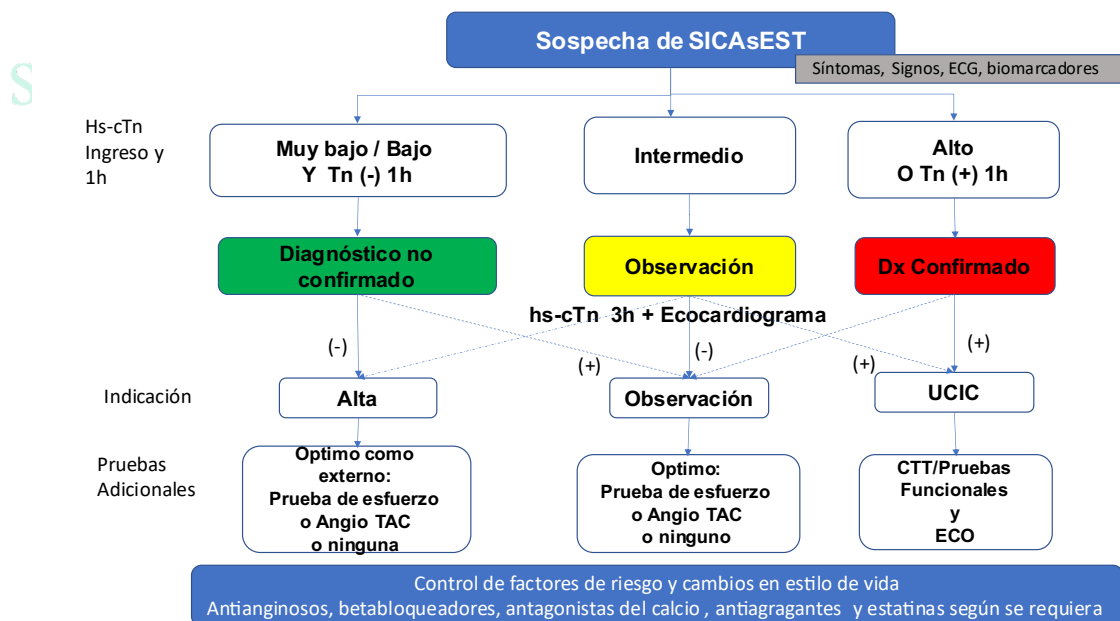 Sospecha de SICAsEST
Síntomas, Signos, ECG, biomarcadores
S
Hs-cTn
Ingreso y
1h
Muy bajo / Bajo
Y Tn (-) 1h
Intermedio
Alto
O Tn (+) 1h
Diagnóstico no
confirmado
Observación
Dx Confirmado
hs-cTn 3h + Ecocardiograma
(-)
(+)
(-)
(+)
(+)
Indicación
Alta
Observación
UCIC
Pruebas
Adicionales
Optimo como
externo:
Prueba de esfuerzo
o Angio TAC
o ninguna
Optimo:
Prueba de esfuerzo
o Angio TAC
o ninguno
CTT/Pruebas
Funcionales
y
ECO
Control de factores de riesgo y cambios en estilo de vida
Antianginosos, betabloqueadores, antagonistas del calcio , antiagragantes y estatinas según se requiera